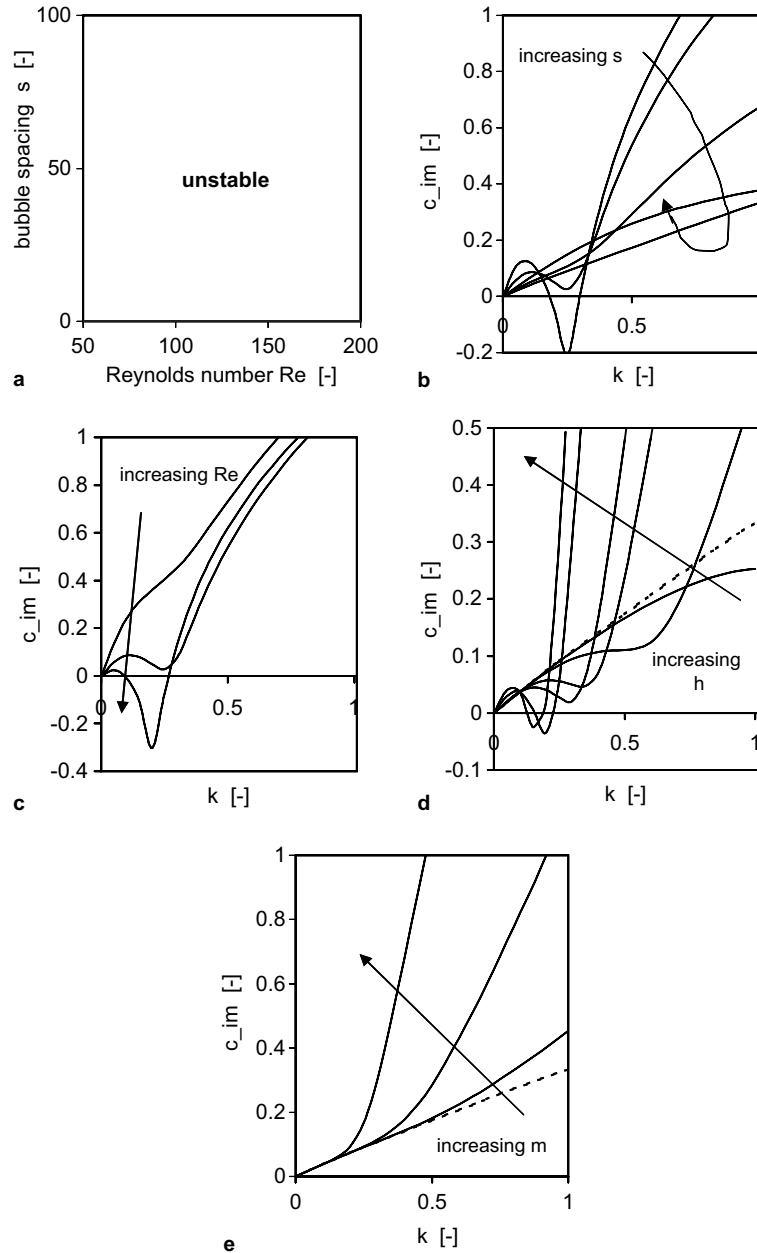 100
50
0
bubble spacing s [-]
unstable
50
100
150
200
Reynolds number Re [-]
a
1
0.8
0.6
0.4
0.2
0
-0.2
c_im [-]
increasing s
0
0.5
k [-]
b
1
0.8
0.6
0.4
0.2
0
-0.2
-0.4
c_im [-]
increasing Re
0
0.5
1
k [-]
c
0.5
0.4
0.3
0.2
0.1
0
-0.1
c_im [-]
increasing
h
0
0.5
1
k [-]
d
1
0.8
0.6
0.4
0.2
0
c_im [-]
increasing m
0
0.5
1
k [-]
e